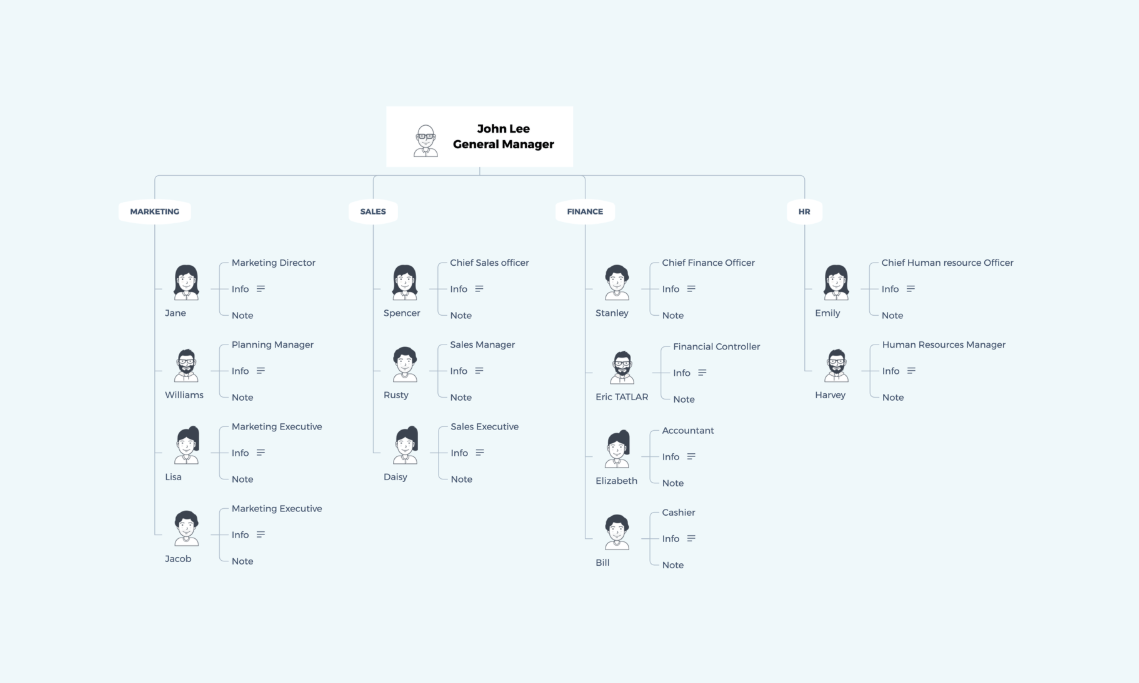 John Lee
General Manager
MARKETING
Marketing Director
Info
Jane
Note
Planning Manager
Info
Williams
Note
Marketing Executive
Info
Lisa
Note
Marketing Executive
Info
Jacob
Note
SALES
Chief Sales officer
Info
Spencer
Note
Sales Manager
Info
Rusty
Note
Sales Executive
Info
Daisy
Note
FINANCE
Chief Finance Officer
Info
Stanley
Note
Financial Controller
Info
Eric TATLAR
Note
Accountant
Info
Elizabeth
Note
Cashier
Info
Bill
Note
HR
Chief Human resource Officer
Info
Emily
Note
Human Resources Manager
Info
Harvey
Note